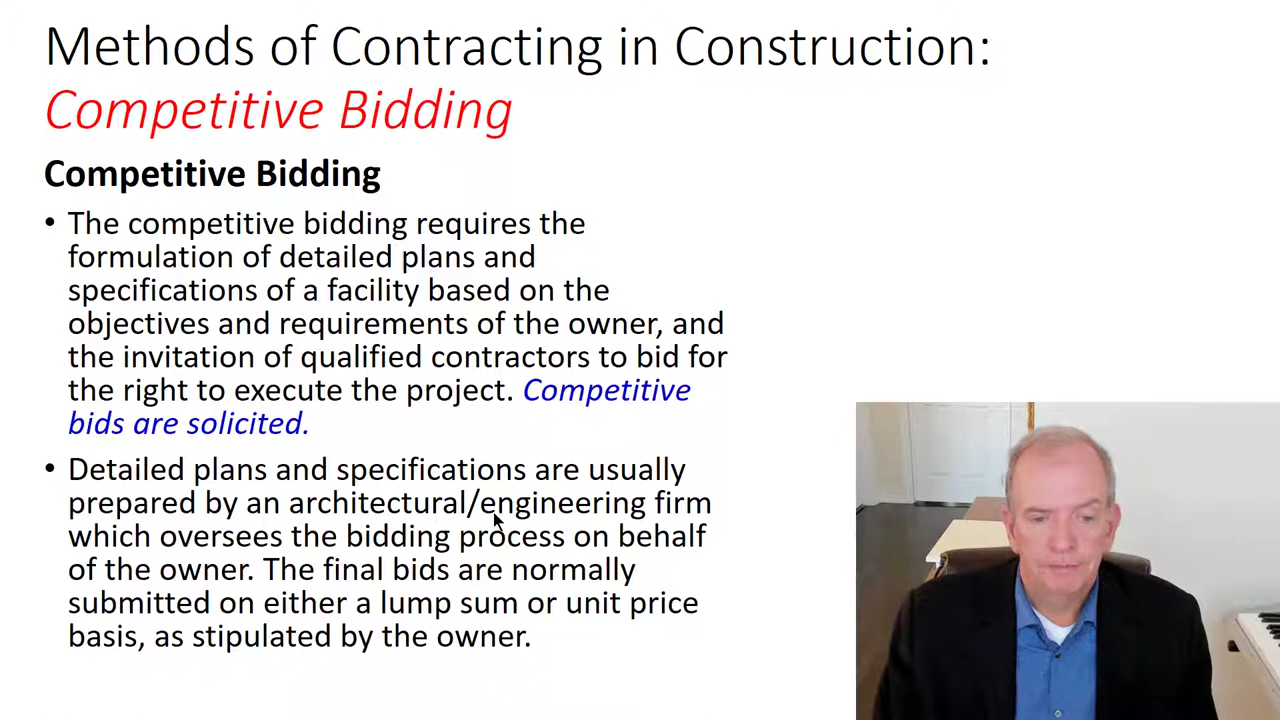 Methods of Contracting in Construction:
Competitive Bidding
Competitive Bidding
• The competitive bidding requires the
formulation of detailed plans and
specifications of a facility based on the
objectives and requirements of the owner, and
the invitation of qualified contractors to bid for
the right to execute the project. Competitive
bids are solicited.
• Detailed plans and specifications are usually
prepared by an architectural/engineering firm
which oversees the bidding process on behalf
of the owner. The final bids are normally
submitted on either a lump sum or unit price
basis, as stipulated by the owner.